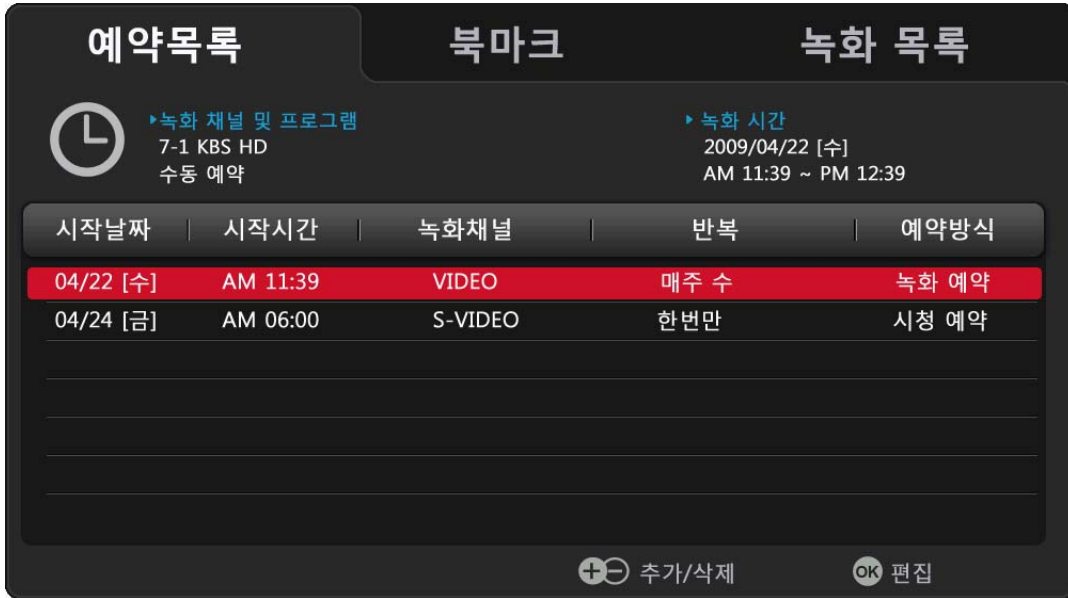 예약목록 북마크 녹화 목록
▸녹화 채널 및 프로그램
7-1 KBS HD
수동 예약
▸ 녹화 시간
2009/04/22 [수]
AM 11:39 ~ PM 12:39
시작날짜 시작시간 녹화채널 반복 예약방식
04/22 [수] AM 11:39 VIDEO 매주 수 녹화 예약
04/24 [금] AM 06:00 S-VIDEO 한번만 시청 예약
추가/삭제 OK 편집